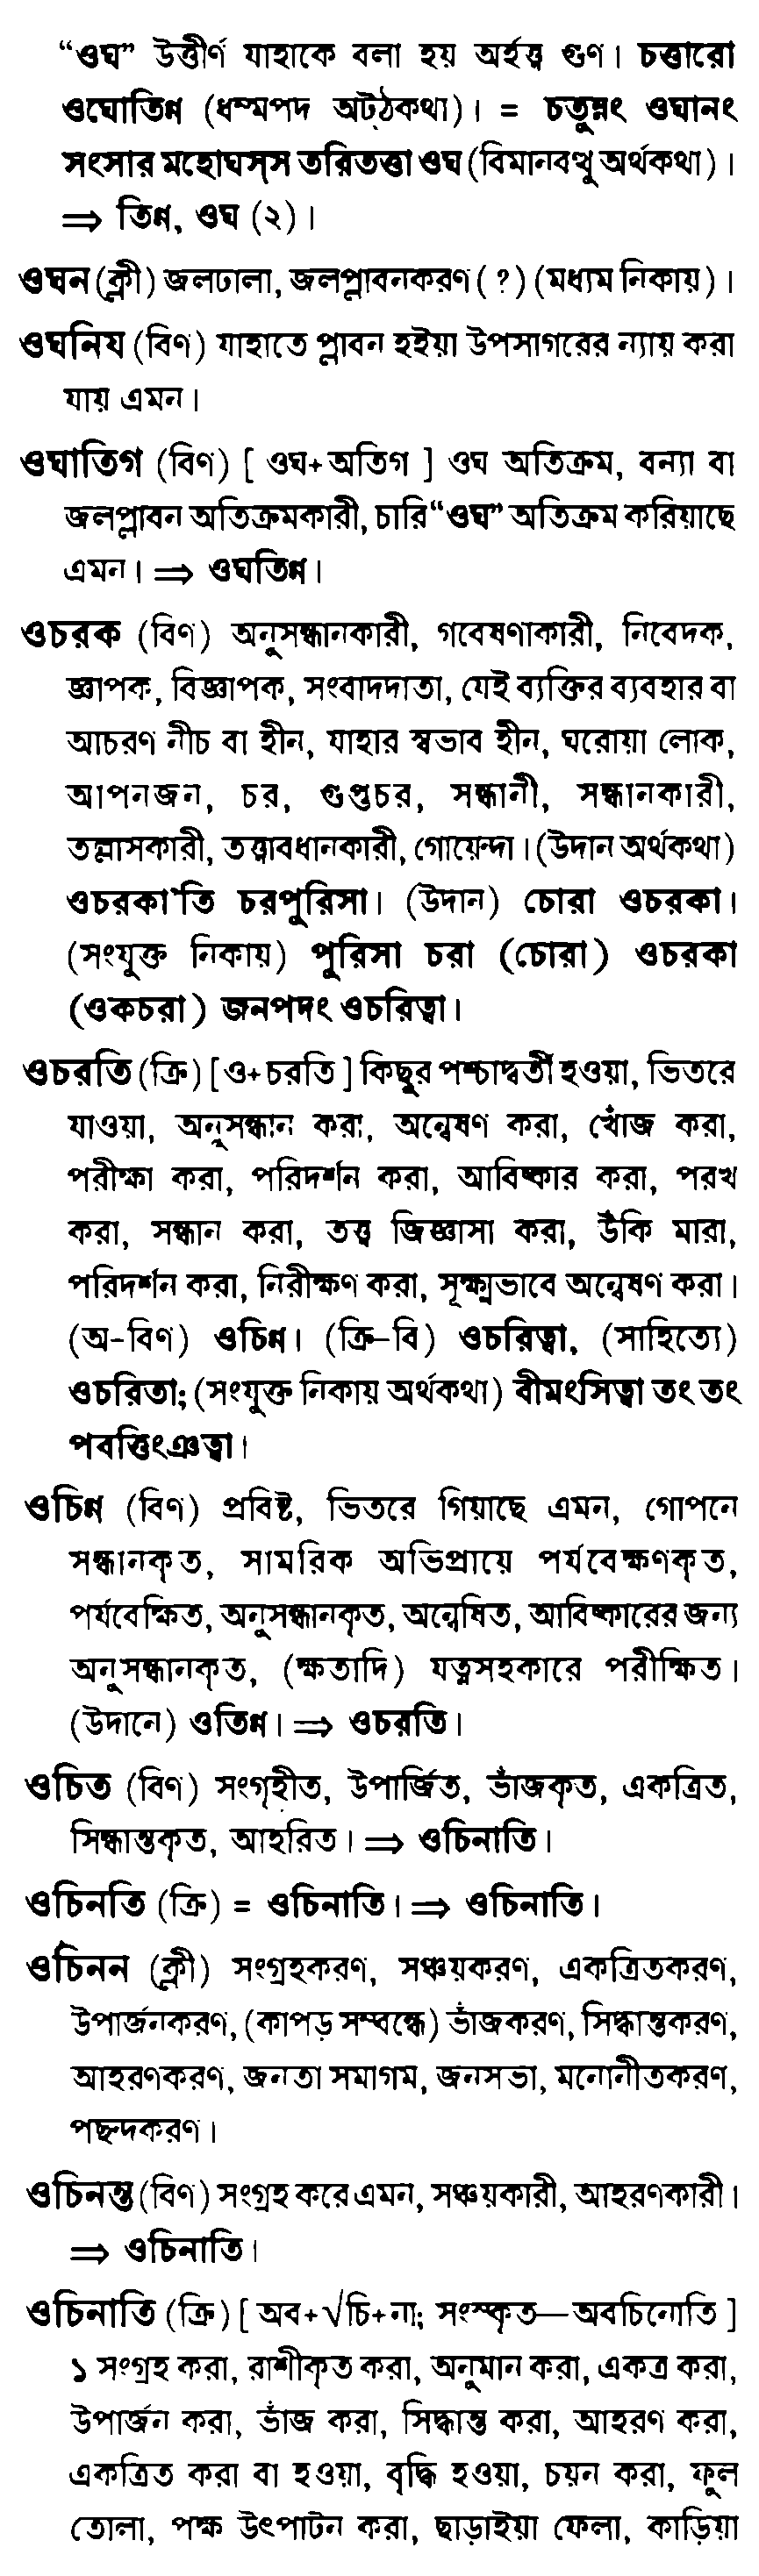 “ওঘ” উত্তীর্ণ যাহাকে বলা হয় অর্হত্ত্ব গুণ। চত্তারো
ওঘোতিন্ন (ধম্মপদ অট্‌ঠকথা)। = চতুন্নং ওঘানং
সংসার মহোঘস্‌স তরিতত্তা ওঘ (বিমানবত্থু অর্থকথা)।
⇒ তিন্ন, ওঘ (২)।
ওঘন (ক্লী) জলঢালা, জলপ্লাবনকরণ (?) (মধ্যম নিকায়)।
ওঘনিয (বিণ) যাহাতে প্লাবন হইয়া উপসাগরের ন্যায় করা
যায় এমন।
ওঘাতিগ (বিণ) [ ওঘ+অতিগ ] ওঘ অতিক্রম, বন্যা বা
জলপ্লাবন অতিক্রমকারী, চারি “ওঘ” অতিক্রম করিয়াছে
এমন। ⇒ ওঘতিন্ন।
ওচরক (বিণ) অনুসন্ধানকারী, গবেষণাকারী, নিবেদক,
জ্ঞাপক, বিজ্ঞাপক, সংবাদদাতা, যেই ব্যক্তির ব্যবহার বা
আচরণ নীচ বা হীন, যাহার স্বভাব হীন, ঘরোয়া লোক,
আপনজন, চর, গুপ্তচর, সন্ধানী, সন্ধানকারী,
তল্লাসকারী, তত্ত্বাবধানকারী, গোয়েন্দা। (উদান অর্থকথা)
ওচরকা’তি চরপুরিসা। (উদান) চোরা ওচরকা।
(সংযুক্ত নিকায়) পুরিসা চরা (চোরা) ওচরকা
(ওকচরা) জনপদং ওচরিত্বা।
ওচরতি (ক্রি) [ ও+চরতি ] কিছুর পশ্চাদ্বর্তী হওয়া, ভিতরে
যাওয়া, অনুসন্ধান করা, অন্বেষণ করা, খোঁজ করা,
পরীক্ষা করা, পরিদর্শন করা, আবিষ্কার করা, পরখ
করা, সন্ধান করা, তত্ত্ব জিজ্ঞাসা করা, উঁকি মারা,
পরিদর্শন করা, নিরীক্ষণ করা, সূক্ষ্মভাবে অন্বেষণ করা।
(অ-বিণ) ওচিন্ন। (ক্রি-বি) ওচরিত্বা, (সাহিত্যে)
ওচরিতা; (সংযুক্ত নিকায় অর্থকথা) বীমংসিত্বা তং তং
পবত্তিংঞত্বা।
ওচিন্ন (বিণ) প্রবিষ্ট, ভিতরে গিয়াছে এমন, গোপনে
সন্ধানকৃত, সামরিক অভিপ্রায়ে পর্যবেক্ষণকৃত,
পর্যবেক্ষিত, অনুসন্ধানকৃত, অন্বেষিত, আবিষ্কারের জন্য
অনুসন্ধানকৃত, (ক্ষতাদি) যত্নসহকারে পরীক্ষিত।
(উদানে) ওতিন্ন। ⇒ ওচরতি।
ওচিত (বিণ) সংগৃহীত, উপার্জিত, ভাঁজকৃত, একত্রিত,
সিদ্ধান্তকৃত, আহরিত। ⇒ ওচিনাতি।
ওচিনতি (ক্রি) = ওচিনাতি। ⇒ ওচিনাতি।
ওচিনন (ক্লী) সংগ্রহকরণ, সঞ্চয়করণ, একত্রিতকরণ,
উপার্জনকরণ, (কাপড় সম্বন্ধে) ভাঁজকরণ, সিদ্ধান্তকরণ,
আহরণকরণ, জনতা সমাগম, জনসভা, মনোনীতকরণ,
পছন্দকরণ।
ওচিনন্ত (বিণ) সংগ্রহ করে এমন, সঞ্চয়কারী, আহরণকারী।
⇒ ওচিনাতি।
ওচিনাতি (ক্রি) [ অব+√চি+না; সংস্কৃত—অবচিনোতি ]
১ সংগ্রহ করা, রাশীকৃত করা, অনুমান করা, একত্র করা,
উপার্জন করা, ভাঁজ করা, সিদ্ধান্ত করা, আহরণ করা,
একত্রিত করা বা হওয়া, বৃদ্ধি হওয়া, চয়ন করা, ফুল
তোলা, পক্ষ উৎপাটন করা, ছাড়াইয়া ফেলা, কাড়িয়া